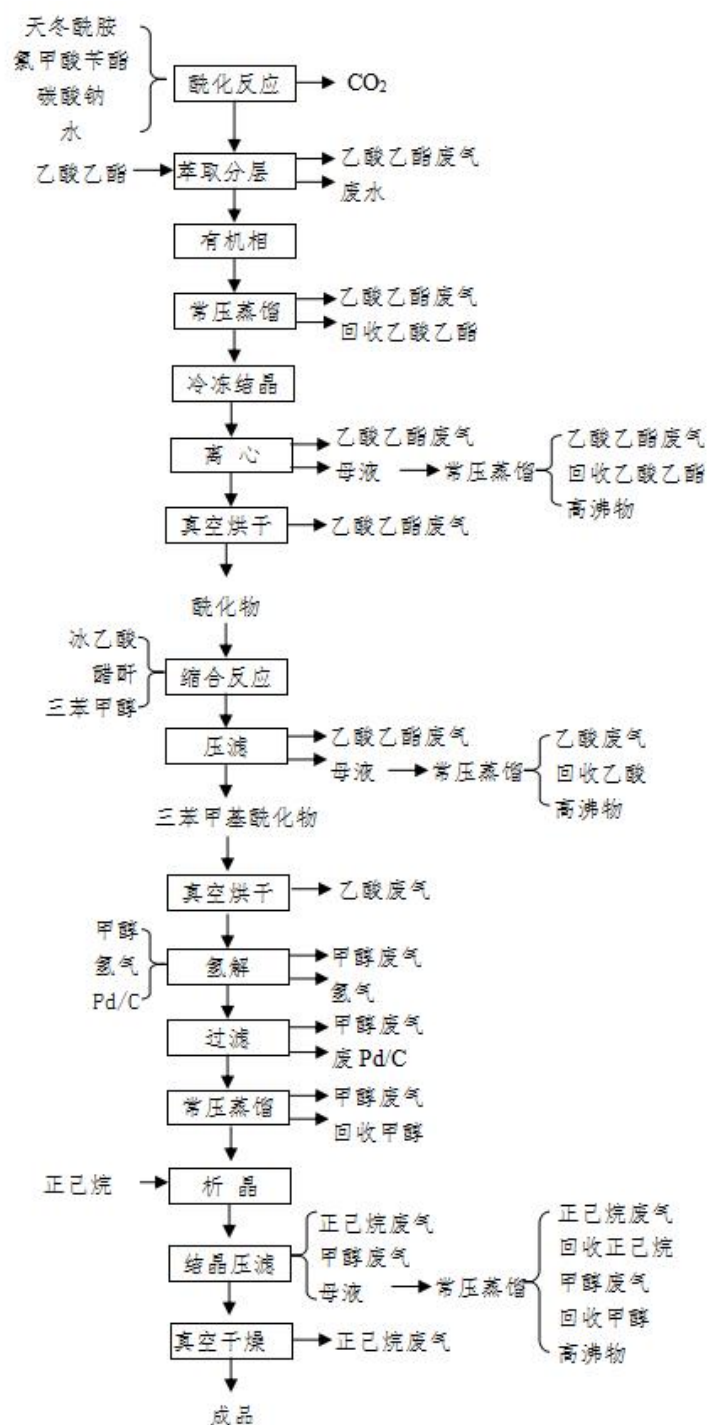 天冬酰胺
氯甲酸苄酯
碳酸钠
水
酰化反应
CO₂
乙酸乙酯
萃取分层
乙酸乙酯废气
废水
有机相
常压蒸馏
乙酸乙酯废气
回收乙酸乙酯
冷冻结晶
离 心
乙酸乙酯废气
母液
常压蒸馏
乙酸乙酯废气
回收乙酸乙酯
高沸物
真空烘干
乙酸乙酯废气
酰化物
冰乙酸
醋酐
三苯甲醇
缩合反应
压滤
乙酸乙酯废气
母液
常压蒸馏
乙酸废气
回收乙酸
高沸物
三苯甲基酰化物
真空烘干
乙酸废气
甲醇
氢气
Pd/C
氢解
甲醇废气
氢气
过滤
甲醇废气
废 Pd/C
常压蒸馏
甲醇废气
回收甲醇
正己烷
析 晶
结晶压滤
正己烷废气
甲醇废气
母液
常压蒸馏
正己烷废气
回收正己烷
甲醇废气
回收甲醇
高沸物
真空干燥
正己烷废气
成品